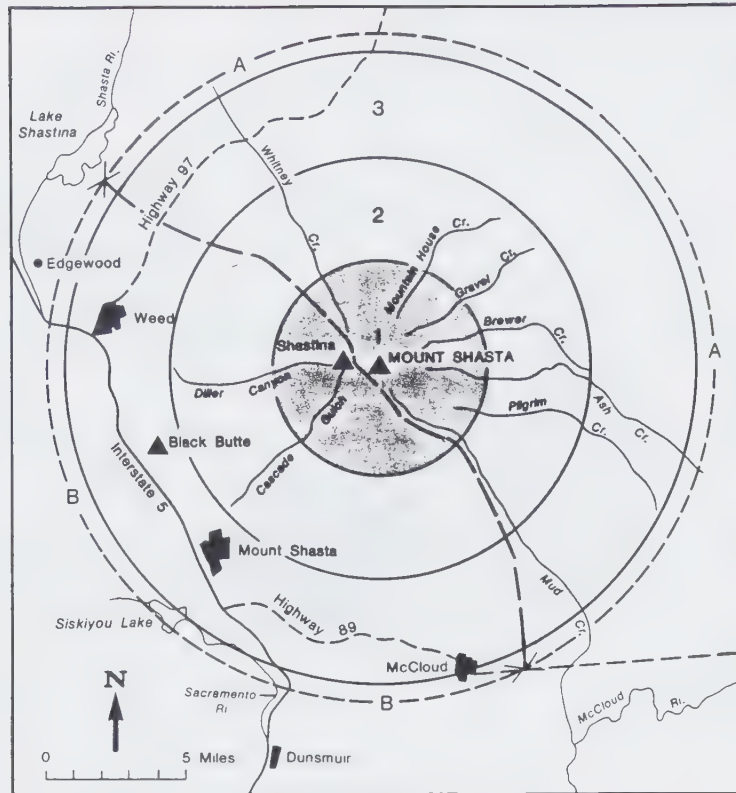 A
Shasta Ri.
Lake
Shastina
3
Highway 97
Whitney
Cr.
2
Edgewood
Mountain House
Cr.
Gravel
Cr.
Weed
Brewer
Cr.
1
Shastina
MOUNT SHASTA
A
Diller Canyon
Gulch
Cascade
Pilgrim
Cr.
Ash
Cr.
Black Butte
Interstate 5
B
Mount Shasta
Mud
Cr.
Siskiyou Lake
Highway 89
McCloud
N
Sacramento
Ri
B
McCloud Ri.
0 5 Miles
Dunsmuir